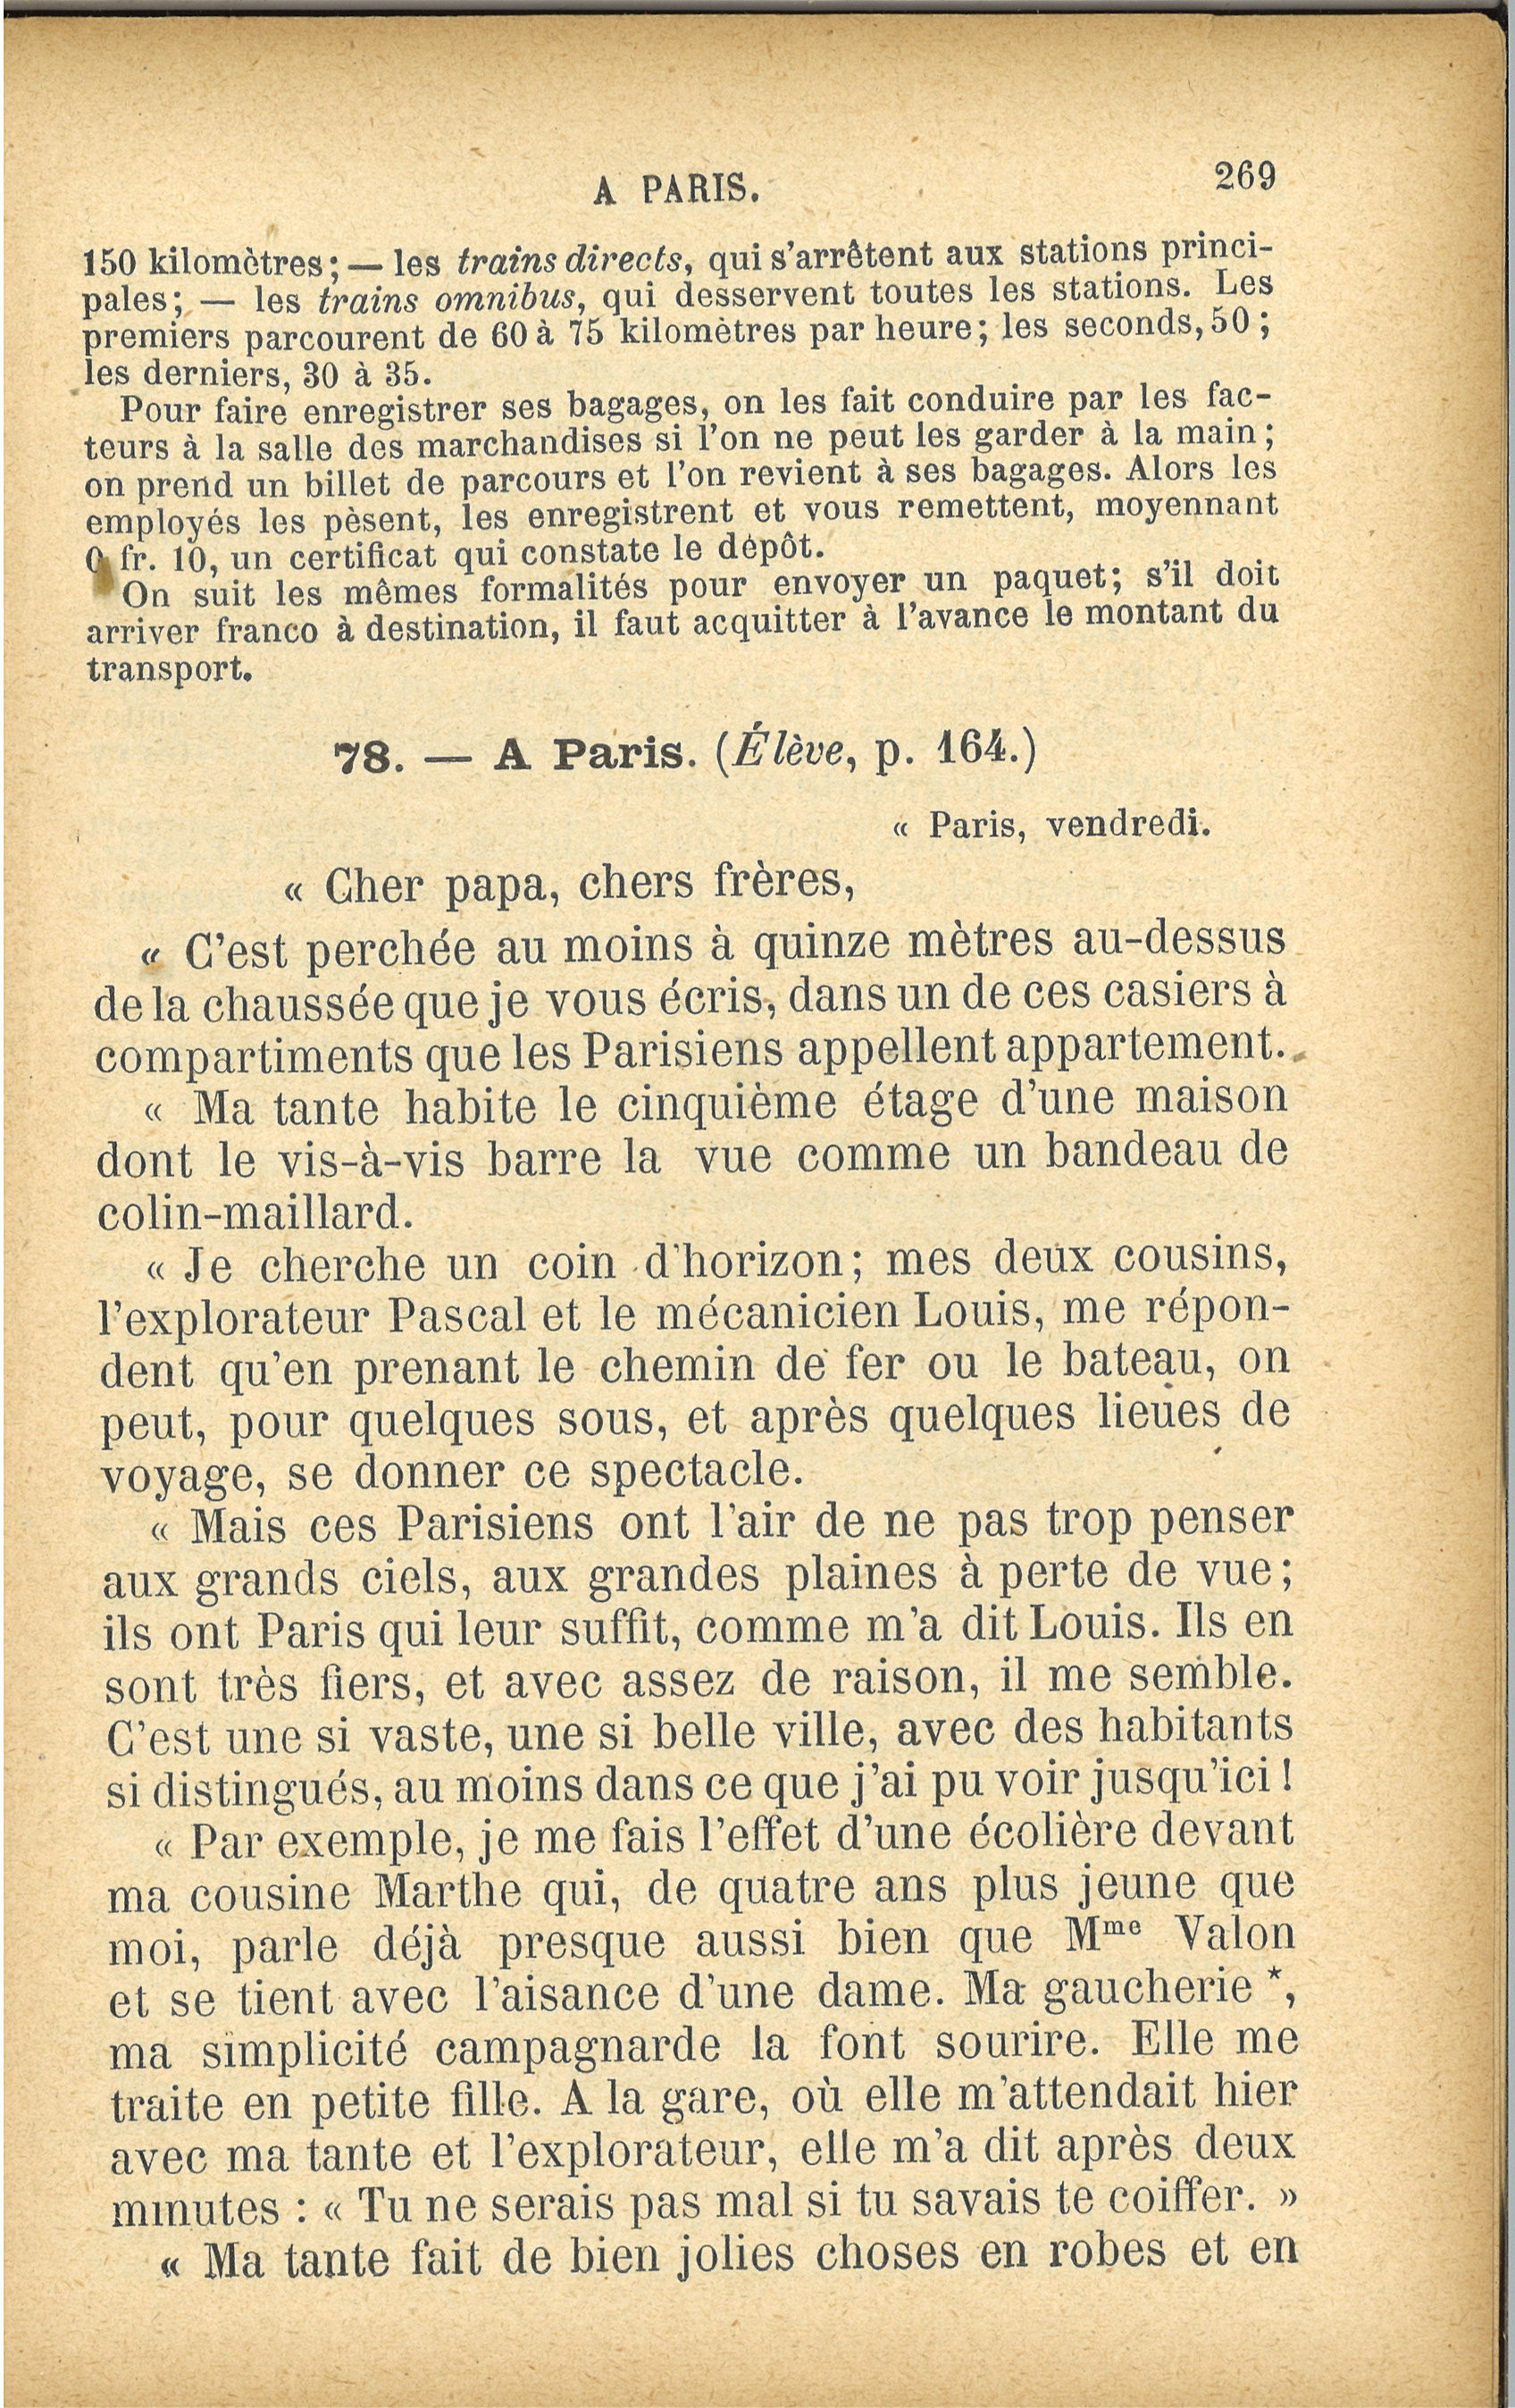 A PARIS.
269
150 kilomètres; — les trains directs, qui s'arrêtent aux stations princi-
pales; — les trains omnibus, qui desservent toutes les stations. Les
premiers parcourent de 60 à 75 kilomètres par heure; les seconds, 50;
les derniers, 30 à 35.
Pour faire enregistrer ses bagages, on les fait conduire par les fac-
teurs à la salle des marchandises si l'on ne peut les garder à la main;
on prend un billet de parcours et l'on revient à ses bagages. Alors les
employés les pèsent, les enregistrent et vous remettent, moyennant
0 fr. 10, un certificat qui constate le dépôt.
On suit les mêmes formalités pour envoyer un paquet; s'il doit
arriver franco à destination, il faut acquitter à l'avance le montant du
transport.
78. — A Paris. (Élève, p. 164.)
« Paris, vendredi.
« Cher papa, chers frères,
« C'est perchée au moins à quinze mètres au-dessus
de la chaussée que je vous écris, dans un de ces casiers à
compartiments que les Parisiens appellent appartement.
« Ma tante habite le cinquième étage d'une maison
dont le vis-à-vis barre la vue comme un bandeau de
colin-maillard.
« Je cherche un coin d'horizon; mes deux cousins,
l'explorateur Pascal et le mécanicien Louis, me répon-
dent qu'en prenant le chemin de fer ou le bateau, on
peut, pour quelques sous, et après quelques lieues de
voyage, se donner ce spectacle.
« Mais ces Parisiens ont l'air de ne pas trop penser
aux grands ciels, aux grandes plaines à perte de vue;
ils ont Paris qui leur suffit, comme m'a dit Louis. Ils en
sont très fiers, et avec assez de raison, il me semble.
C'est une si vaste, une si belle ville, avec des habitants
si distingués, au moins dans ce que j'ai pu voir jusqu'ici !
« Par exemple, je me fais l'effet d'une écolière devant
ma cousine Marthe qui, de quatre ans plus jeune que
moi, parle déjà presque aussi bien que Mme Valon
et se tient avec l'aisance d'une dame. Ma gaucherie *,
ma simplicité campagnarde la font sourire. Elle me
traite en petite fille. A la gare, où elle m'attendait hier
avec ma tante et l'explorateur, elle m'a dit après deux
minutes : « Tu ne serais pas mal si tu savais te coiffer. »
« Ma tante fait de bien jolies choses en robes et en